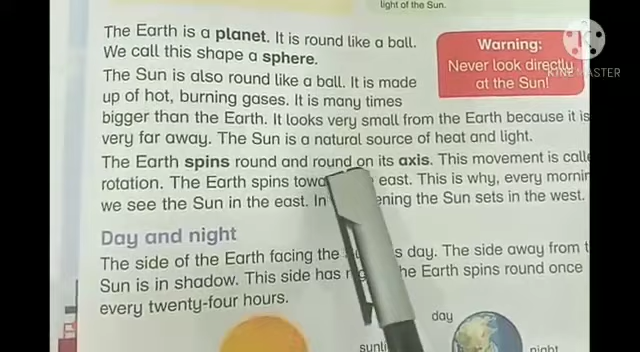 light of the Sun.
The Earth is a planet. It is round like a ball.
We call this shape a sphere.
Warning:
Never look directly
at the Sun!
KINEMASTER
The Sun is also round like a ball. It is made
up of hot, burning gases. It is many times
bigger than the Earth. It looks very small from the Earth because it is
very far away. The Sun is a natural source of heat and light.
The Earth spins round and round on its axis. This movement is calle
rotation. The Earth spins towa east. This is why, every mornin
we see the Sun in the east. In ening the Sun sets in the west.
Day and night
The side of the Earth facing the s day. The side away from t
Sun is in shadow. This side has he Earth spins round once
every twenty-four hours.
day
sunli
night